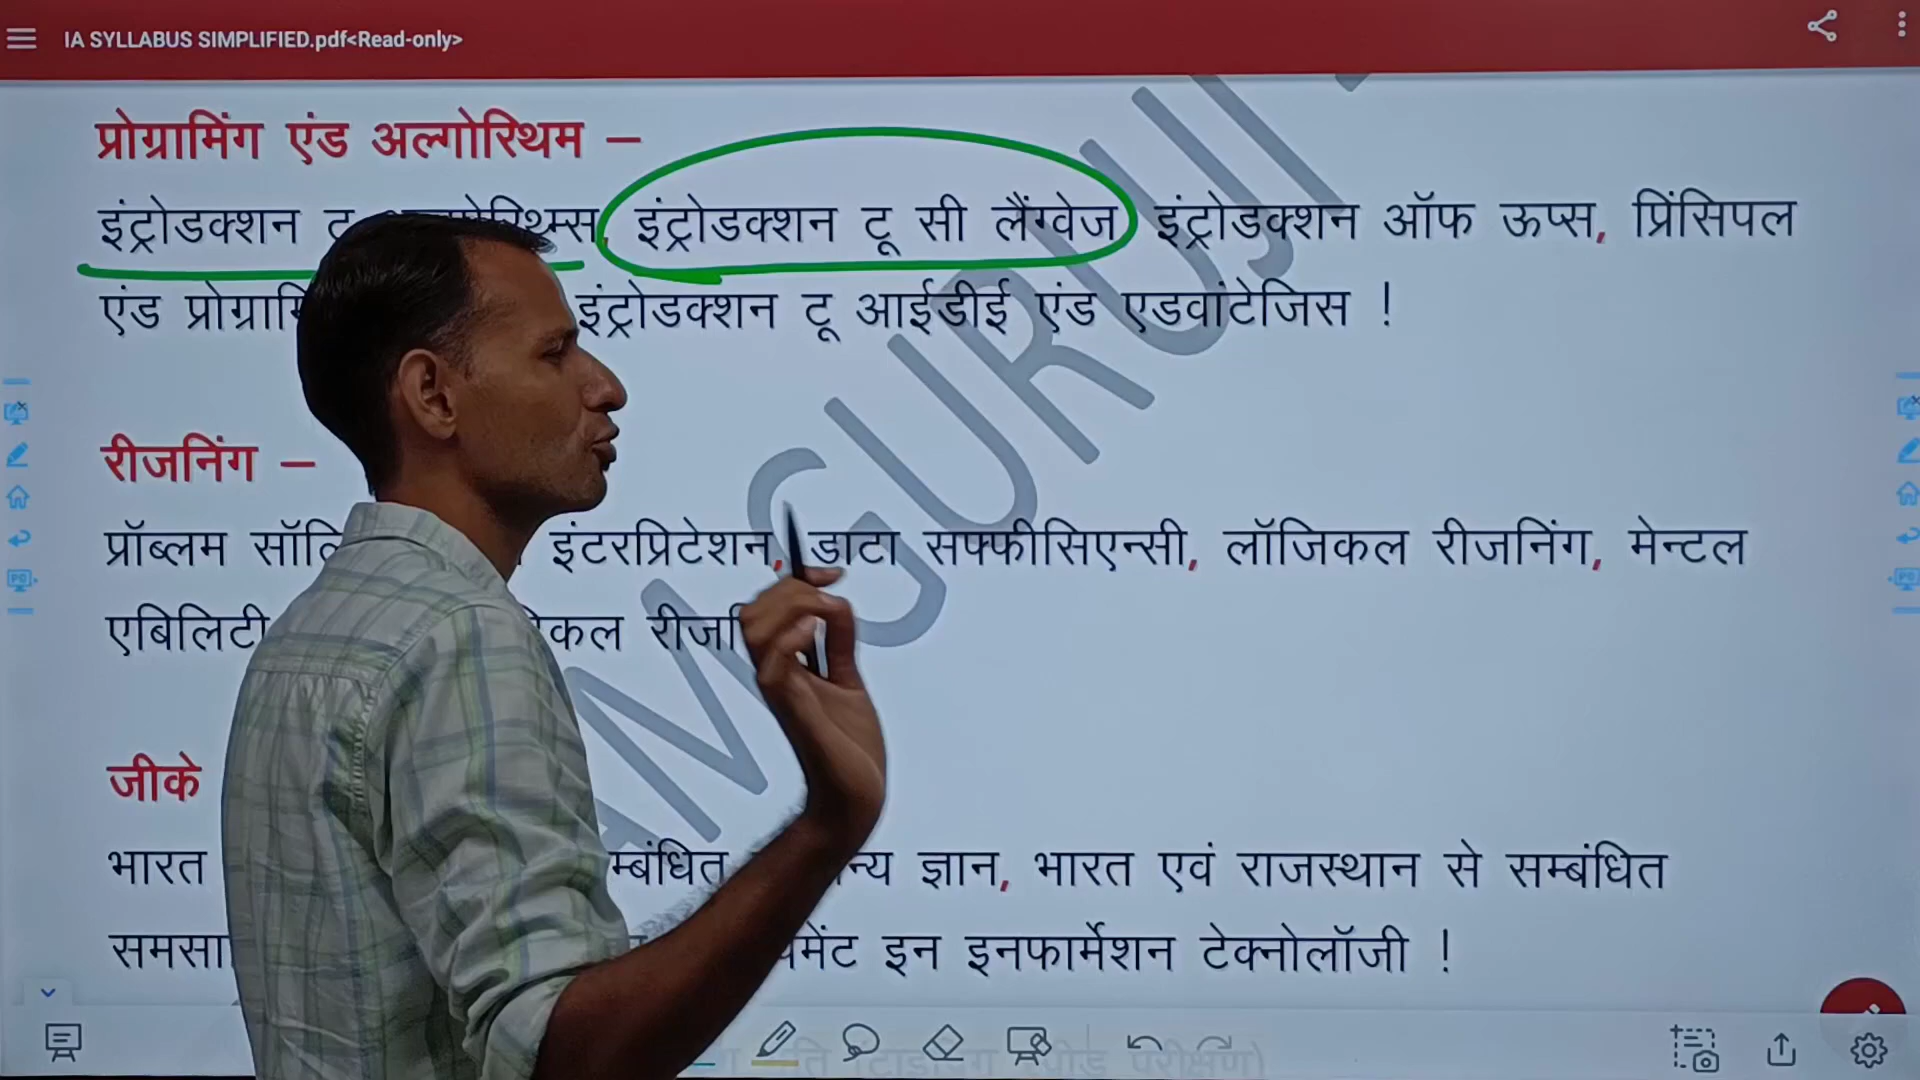 IA SYLLABUS SIMPLIFIED.pdf<Read-only>
प्रोग्रामिंग एंड अल्गोरिथम –
इंट्रोडक्शन इंट्रोडक्शन टू सी लैंग्वेज इंट्रोडक्शन ऑफ ऊप्स, प्रिंसिपल
एंड इंट्रोडक्शन टू आईडीई एंड एडवांटेजिस !
रीजनिंग –
प्रॉब्लम इंटरप्रिटेशन, डाटा सफ्फीसिएन्सी, लॉजिकल रीजनिंग, मेन्टल
एबिलिटी
जीके
भारत ज्ञान, भारत एवं राजस्थान से सम्बंधित
इन इनफार्मेशन टेक्नोलॉजी !
GURUJI